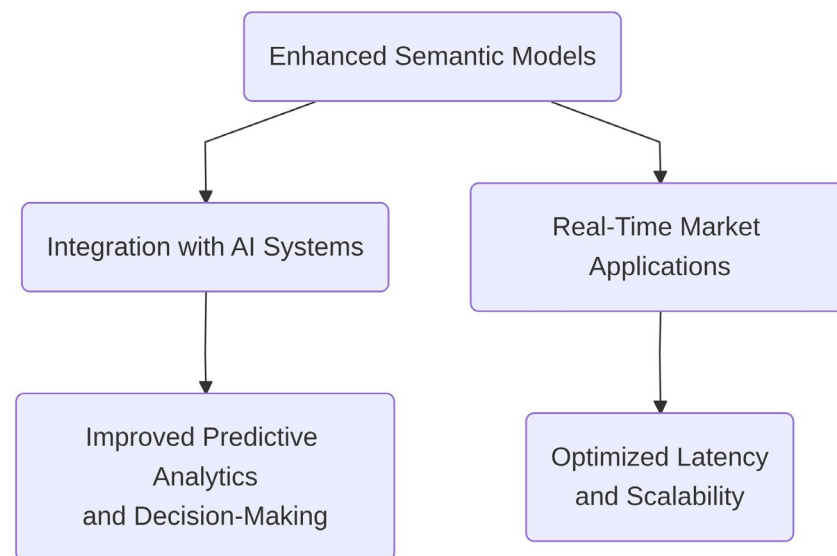 Enhanced Semantic Models
Integration with AI Systems
Real-Time Market
Applications
Improved Predictive
Analytics
and Decision-Making
Optimized Latency
and Scalability